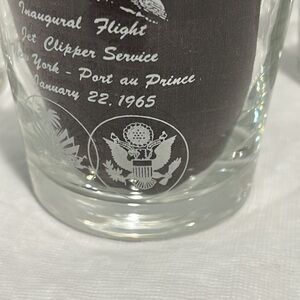 Inaugural Flight
Jet Clipper Service
York - Port au Prince
January 22, 1965